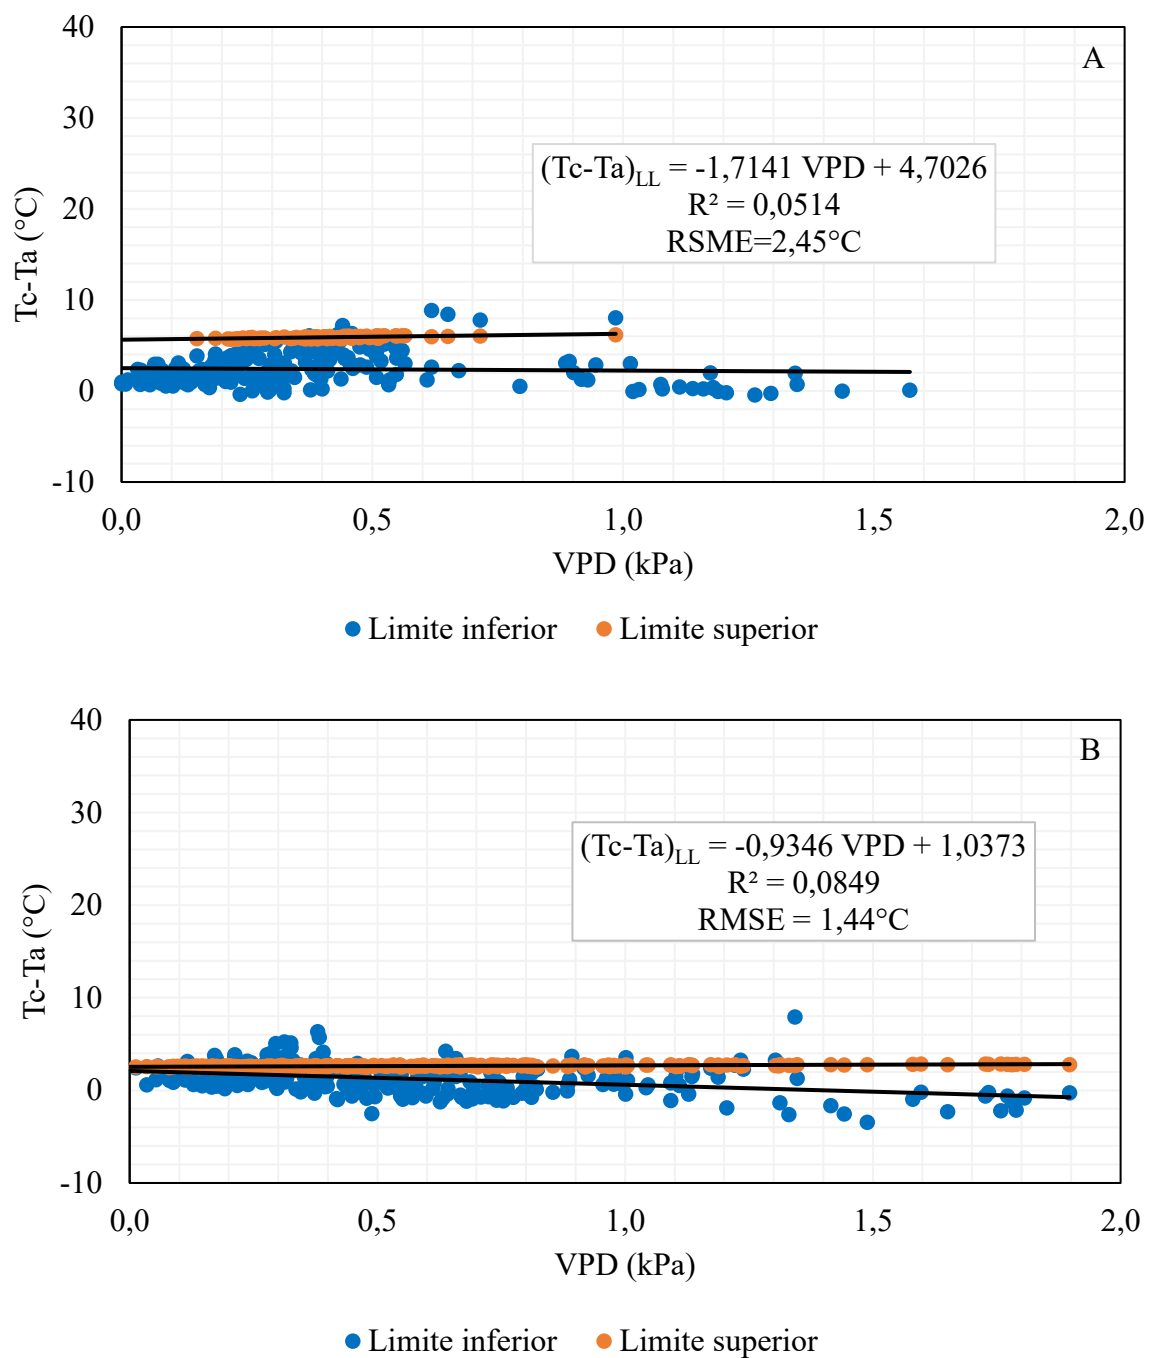 A
40
30
20
10
0
-10
Tc-Ta (°C)
(Tc-Ta)LL = -1,7141 VPD + 4,7026
R² = 0,0514
RSME=2,45°C
0,0 0,5 1,0 1,5 2,0
VPD (kPa)
Limite inferior Limite superior
B
40
30
20
10
0
-10
Tc-Ta (°C)
(Tc-Ta)LL = -0,9346 VPD + 1,0373
R² = 0,0849
RMSE = 1,44°C
0,0 0,5 1,0 1,5 2,0
VPD (kPa)
Limite inferior Limite superior